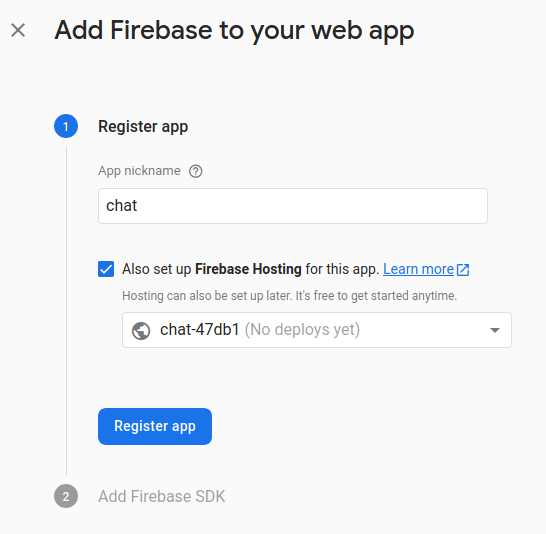 Add Firebase to your web app
1 Register app
App nickname
chat
Also set up Firebase Hosting for this app. Learn more
Hosting can also be set up later. It's free to get started anytime.
chat-47db1 (No deploys yet)
Register app
2 Add Firebase SDK